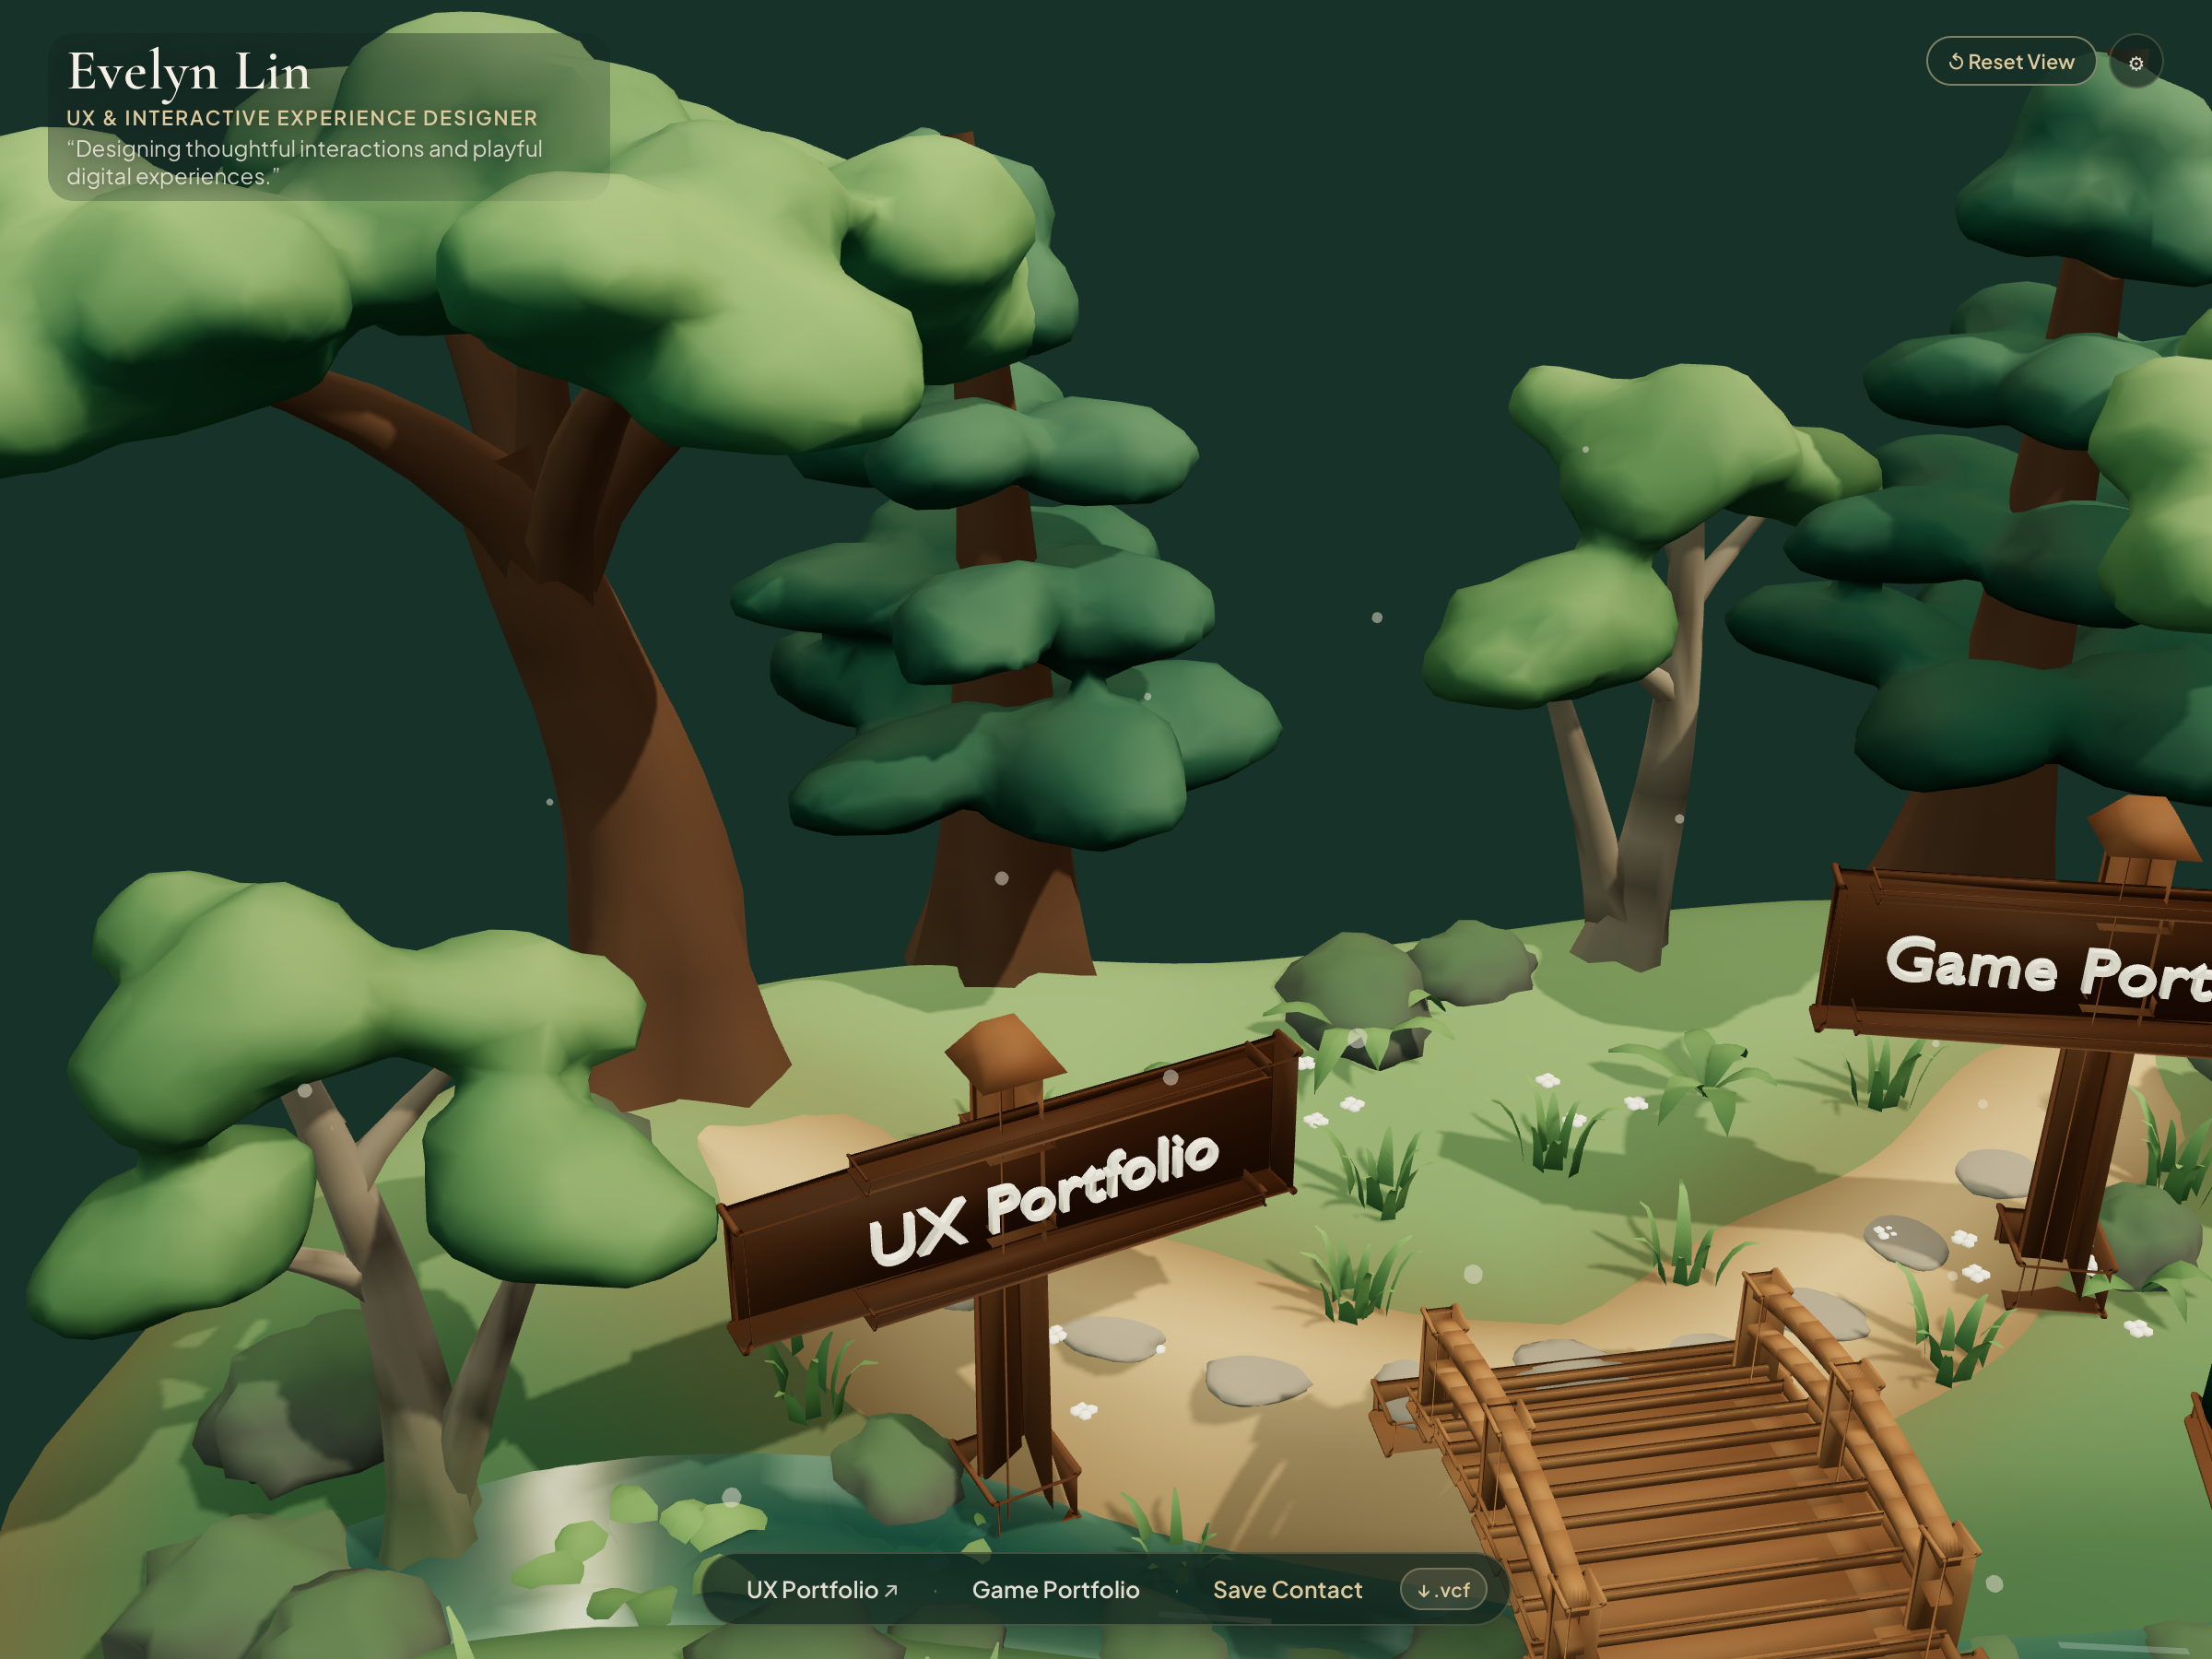 Evelyn Lin
UX & INTERACTIVE EXPERIENCE DESIGNER
“Designing thoughtful interactions and playful
digital experiences.”
Reset View
Game Port
UX Portfolio
UX Portfolio ↗ · Game Portfolio · Save Contact ↓ .vcf